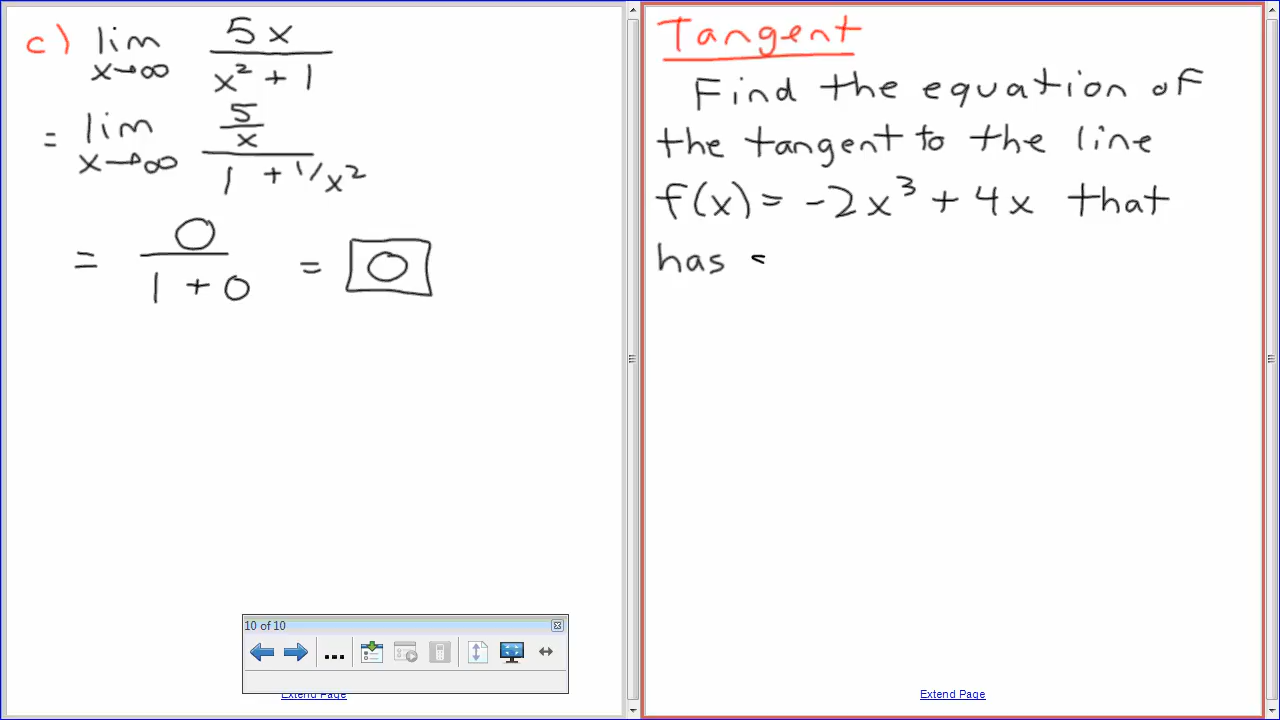 c) lim x→∞ 5x / x² + 1
= lim x→∞ 5/x / 1 + 1/x²
= 0 / 1 + 0 = 0
10 of 10
Extend Page
Tangent
Find the equation of
the tangent to the line
f(x) = -2x³ + 4x that
has
Extend Page